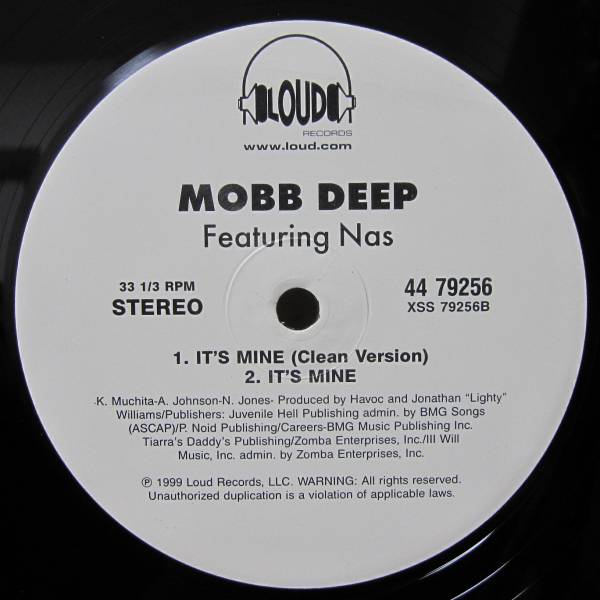 LOUD
RECORDS
www.loud.com
MOBB DEEP
Featuring Nas
33 1/3 RPM
STEREO
44 79256
XSS 79256B
1. IT'S MINE (Clean Version)
2. IT'S MINE
K. Muchita-A. Johnson-N. Jones- Produced by Havoc and Jonathan "Lighty"
Williams/Publishers: Juvenile Hell Publishing admin. by BMG Songs
(ASCAP)/P. Noid Publishing/Careers-BMG Music Publishing Inc.
Tiarra's Daddy's Publishing/Zomba Enterprises, Inc./Ill Will
Music, Inc. admin. by Zomba Enterprises, Inc.
℗ 1999 Loud Records, LLC. WARNING: All rights reserved.
Unauthorized duplication is a violation of applicable laws.